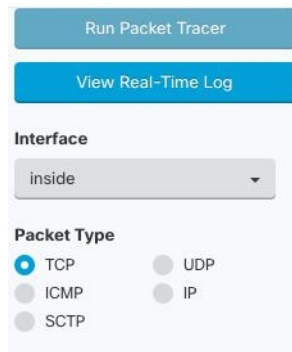 Run Packet Tracer
View Real-Time Log
Interface
inside
Packet Type
TCP UDP
ICMP IP
SCTP